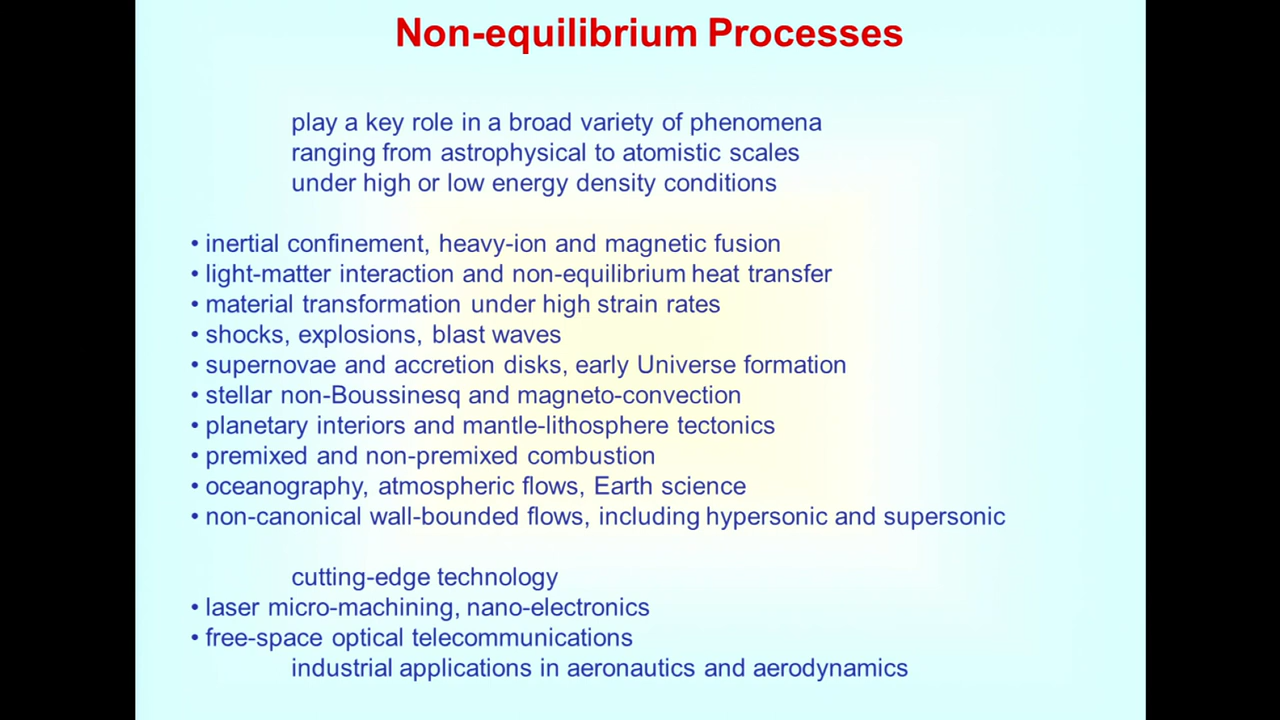 Non-equilibrium Processes
play a key role in a broad variety of phenomena
ranging from astrophysical to atomistic scales
under high or low energy density conditions
• inertial confinement, heavy-ion and magnetic fusion
• light-matter interaction and non-equilibrium heat transfer
• material transformation under high strain rates
• shocks, explosions, blast waves
• supernovae and accretion disks, early Universe formation
• stellar non-Boussinesq and magneto-convection
• planetary interiors and mantle-lithosphere tectonics
• premixed and non-premixed combustion
• oceanography, atmospheric flows, Earth science
• non-canonical wall-bounded flows, including hypersonic and supersonic
cutting-edge technology
• laser micro-machining, nano-electronics
• free-space optical telecommunications
industrial applications in aeronautics and aerodynamics